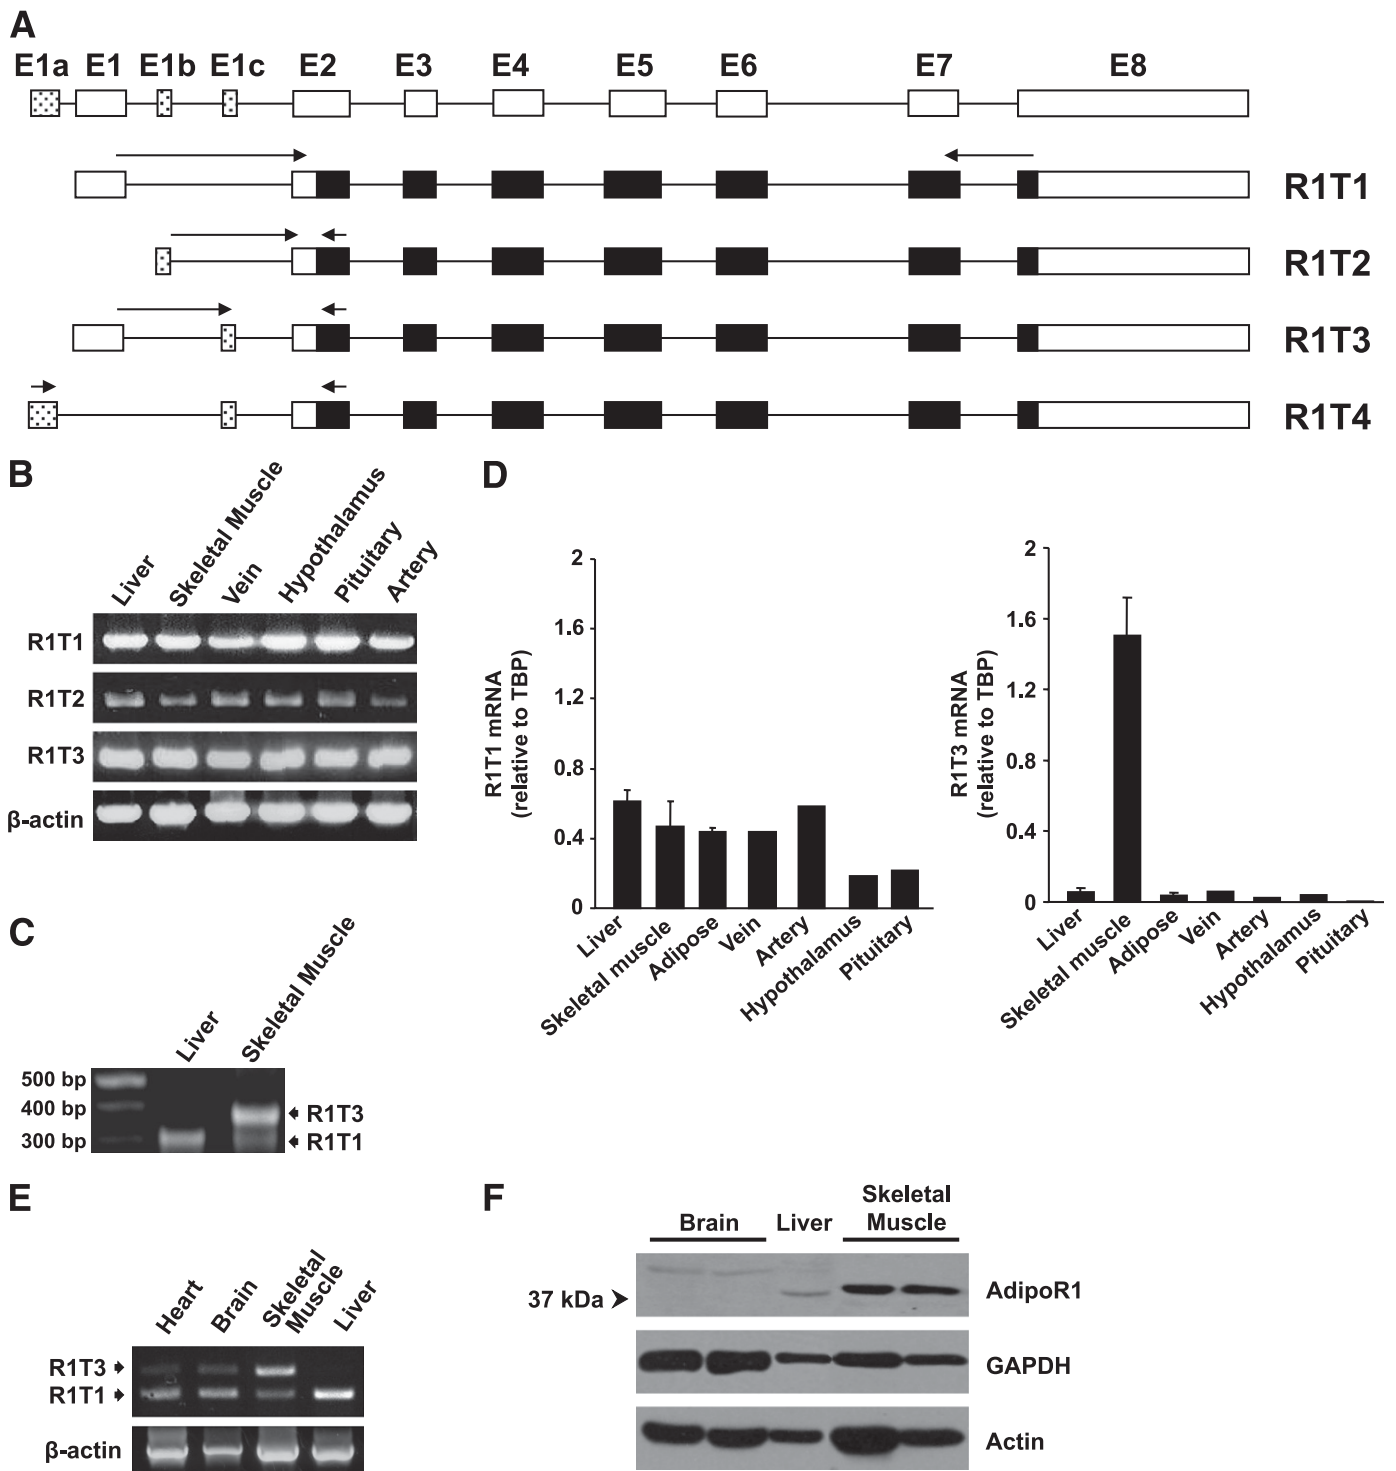 A
E1a E1 E1b E1c E2 E3 E4 E5 E6 E7 E8
R1T1
R1T2
R1T3
R1T4
B
Liver
Skeletal Muscle
Vein
Hypothalamus
Pituitary
Artery
R1T1
R1T2
R1T3
β-actin
C
Liver
Skeletal Muscle
500 bp
400 bp
300 bp
R1T3
R1T1
D
R1T1 mRNA
(relative to TBP)
2
1.6
1.2
0.8
0.4
0
Liver
Skeletal muscle
Adipose
Vein
Artery
Hypothalamus
Pituitary
R1T3 mRNA
(relative to TBP)
2
1.6
1.2
0.8
0.4
0
Liver
Skeletal muscle
Adipose
Vein
Artery
Hypothalamus
Pituitary
E
Heart
Brain
Skeletal
Muscle
Liver
R1T3
R1T1
β-actin
F
Brain
Liver
Skeletal
Muscle
37 kDa
AdipoR1
GAPDH
Actin